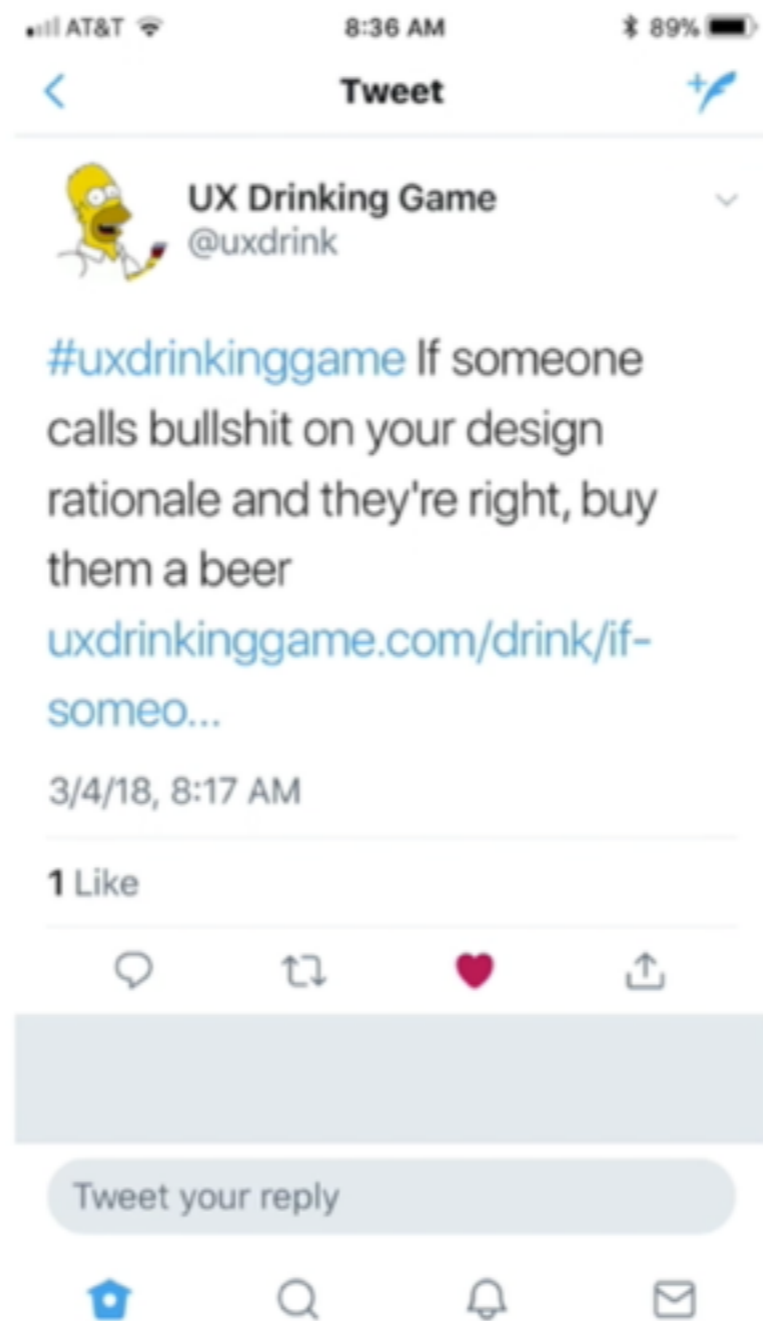 AT&T 8:36 AM 89%
Tweet
UX Drinking Game
@uxdrink
#uxdrinkinggame If someone
calls bullshit on your design
rationale and they're right, buy
them a beer
uxdrinkinggame.com/drink/if-
someo...
3/4/18, 8:17 AM
1 Like
Tweet your reply